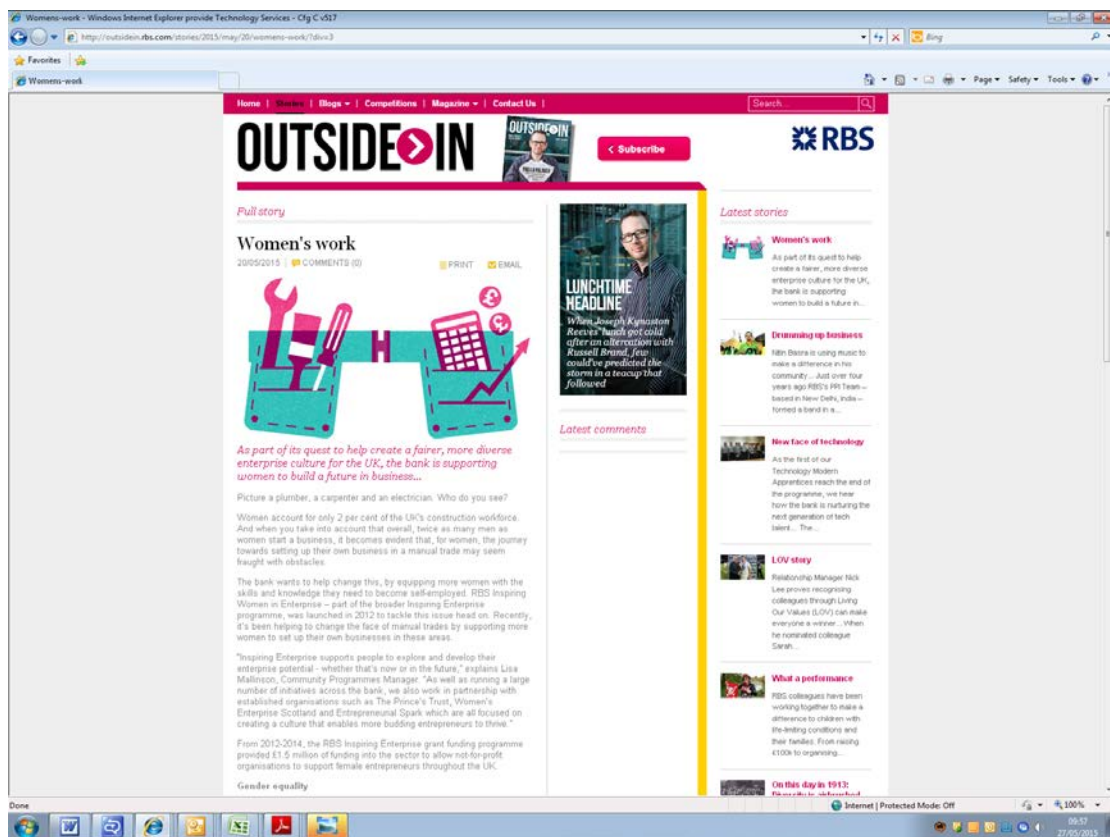 Womens-work - Windows Internet Explorer provide Technology Services - Cfg C v517
http://outsidein.rbs.com/stories/2015/may/20/womens-work/?div=3
Bing
Favorites
Womens-work
Page Safety Tools
Home | Stories | Blogs | Competitions | Magazine | Contact Us |
Search...
OUTSIDE IN
OUTSIDE IN
< Subscribe
RBS
Full story
Women's work
20/05/2015 | COMMENTS (0)
PRINT EMAIL
As part of its quest to help create a fairer, more diverse
enterprise culture for the UK, the bank is supporting
women to build a future in business...
Picture a plumber, a carpenter and an electrician. Who do you see?
Women account for only 2 per cent of the UK's construction workforce.
And when you take into account that overall, twice as many men as
women start a business, it becomes evident that, for women, the journey
towards setting up their own business in a manual trade may seem
fraught with obstacles.
The bank wants to help change this, by equipping more women with the
skills and knowledge they need to become self-employed. RBS Inspiring
Women in Enterprise – part of the broader Inspiring Enterprise
programme, was launched in 2012 to tackle this issue head on. Recently,
it's been helping to change the face of manual trades by supporting more
women to set up their own businesses in these areas.
"Inspiring Enterprise supports people to explore and develop their
enterprise potential - whether that's now or in the future," explains Lisa
Mallinson, Community Programmes Manager. "As well as running a large
number of initiatives across the bank, we also work in partnership with
established organisations such as The Prince's Trust, Women's
Enterprise Scotland and Entrepreneurial Spark which are all focused on
creating a culture that enables more budding entrepreneurs to thrive."
From 2012-2014, the RBS Inspiring Enterprise grant funding programme
provided £1.5 million of funding into the sector to allow not-for-profit
organisations to support female entrepreneurs throughout the UK.
Gender equality
LUNCHTIME
HEADLINE
When Joseph Kynaston
Reeves' lunch got cold
after an altercation with
Russell Brand, few
could've predicted the
storm in a teacup that
followed
Latest comments
Latest stories
Women's work
As part of its quest to help
create a fairer, more diverse
enterprise culture for the UK,
the bank is supporting
women to build a future in...
Drumming up business
Nitin Bisora is using music to
make a difference in his
community... Just over four
years ago RBS's PRI Team –
based in New Delhi, India –
formed a band in a...
New face of technology
As the first of our
Technology Modern
Apprentices reach the end of
the programme, we hear
how the bank is nurturing the
next generation of tech
talent... The...
LOV story
Relationship Manager Nick
Lee proves recognising
colleagues through Living
Our Values (LOV) can make
everyone a winner... When
he nominated colleague
Sarah...
What a performance
RBS colleagues have been
working together to make a
difference to children with
life-limiting conditions and
their families. From raising
£100k to organising...
On this day in 1913:
Done
Internet | Protected Mode: Off
100%
09:57
27/05/2015